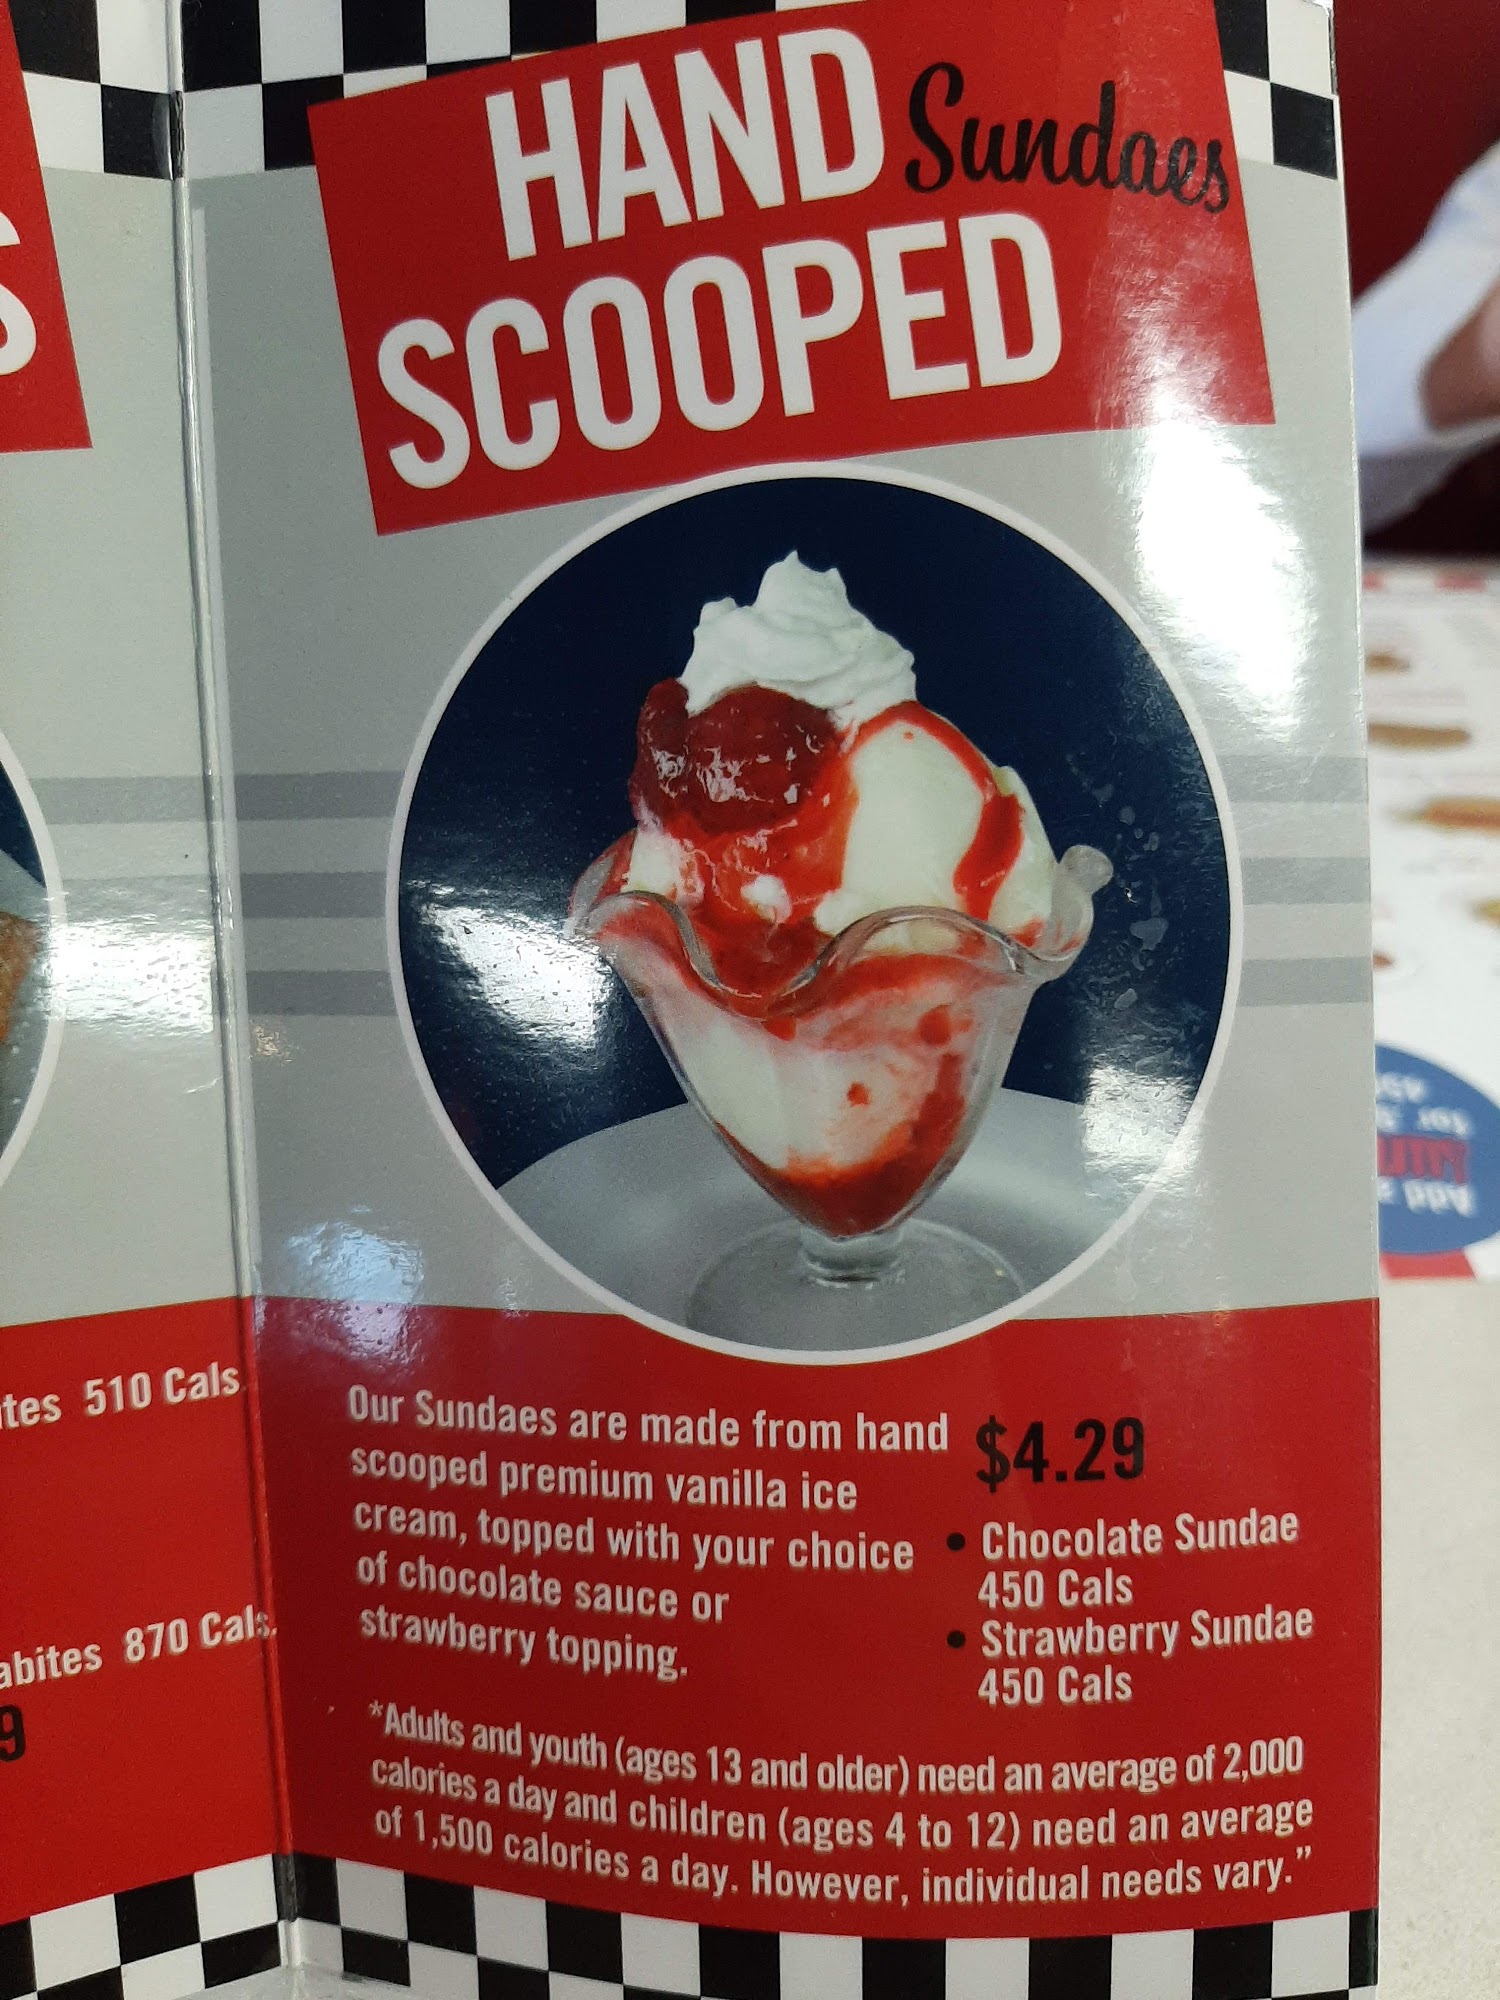 HAND Sundaes
SCOOPED
510 Cals
870 Cals.
9
Our Sundaes are made from hand
scooped premium vanilla ice
cream, topped with your choice
of chocolate sauce or
strawberry topping.
$4.29
• Chocolate Sundae
450 Cals
• Strawberry Sundae
450 Cals
*Adults and youth (ages 13 and older) need an average of 2,000
calories a day and children (ages 4 to 12) need an average
of 1,500 calories a day. However, individual needs vary.”
Add
for